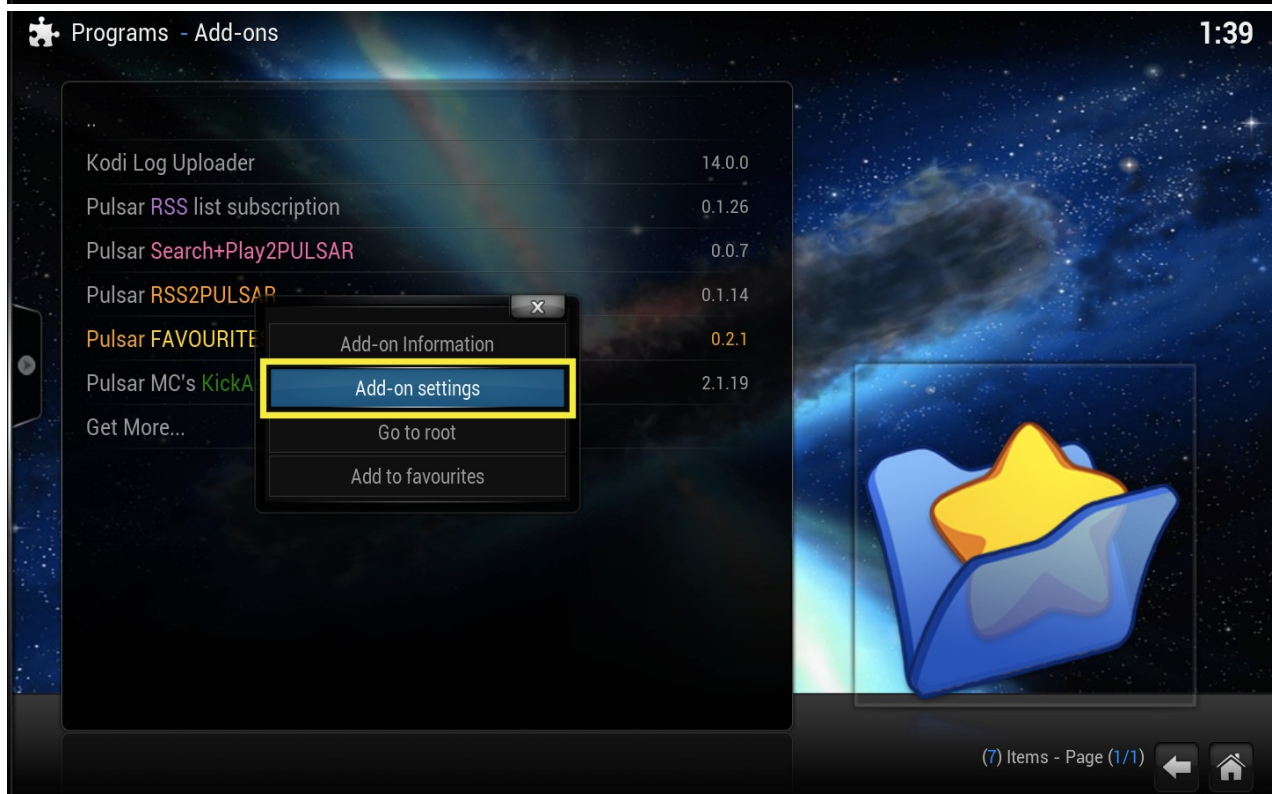 Programs - Add-ons 1:39
..
Kodi Log Uploader 14.0.0
Pulsar RSS list subscription 0.1.26
Pulsar Search+Play2PULSAR 0.0.7
Pulsar RSS2PULSAR 0.1.14
Pulsar FAVOURITE 0.2.1
Pulsar MC's KickA 2.1.19
Get More...
X
Add-on Information
Add-on settings
Go to root
Add to favourites
(7) Items - Page (1/1)